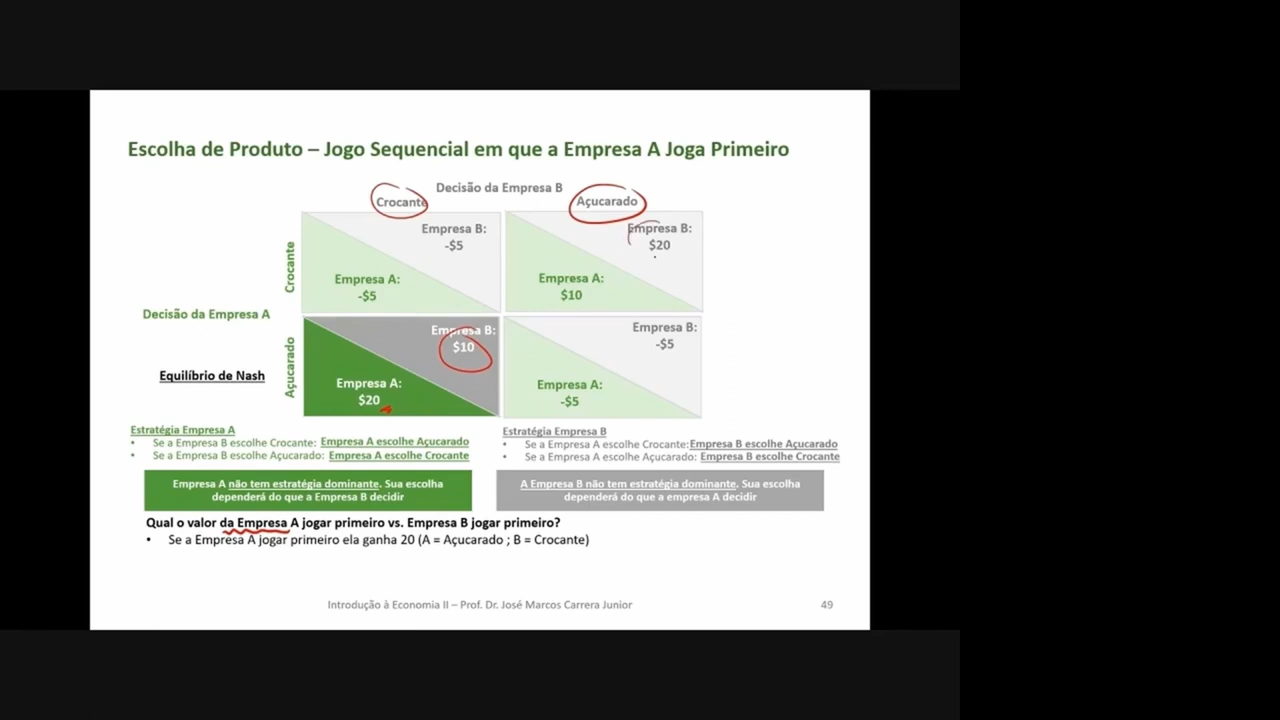 Escolha de Produto – Jogo Sequencial em que a Empresa A Joga Primeiro
Decisão da Empresa B
Crocante
Açucarado
Empresa B:
-$5
Empresa B:
$20
Crocante
Empresa A:
-$5
Empresa A:
$10
Decisão da Empresa A
Empresa B:
$10
Empresa B:
-$5
Equilíbrio de Nash
Açucarado
Empresa A:
$20
Empresa A:
-$5
Estratégia Empresa A
• Se a Empresa B escolhe Crocante: Empresa A escolhe Açucarado
• Se a Empresa B escolhe Açucarado: Empresa A escolhe Crocante
Estratégia Empresa B
• Se a Empresa A escolhe Crocante: Empresa B escolhe Açucarado
• Se a Empresa A escolhe Açucarado: Empresa B escolhe Crocante
Empresa A não tem estratégia dominante. Sua escolha
dependerá do que a Empresa B decidir
A Empresa B não tem estratégia dominante. Sua escolha
dependerá do que a empresa A decidir
Qual o valor da Empresa A jogar primeiro vs. Empresa B jogar primeiro?
• Se a Empresa A jogar primeiro ela ganha 20 (A = Açucarado ; B = Crocante)
Introdução à Economia II – Prof. Dr. José Marcos Carrera Junior
49